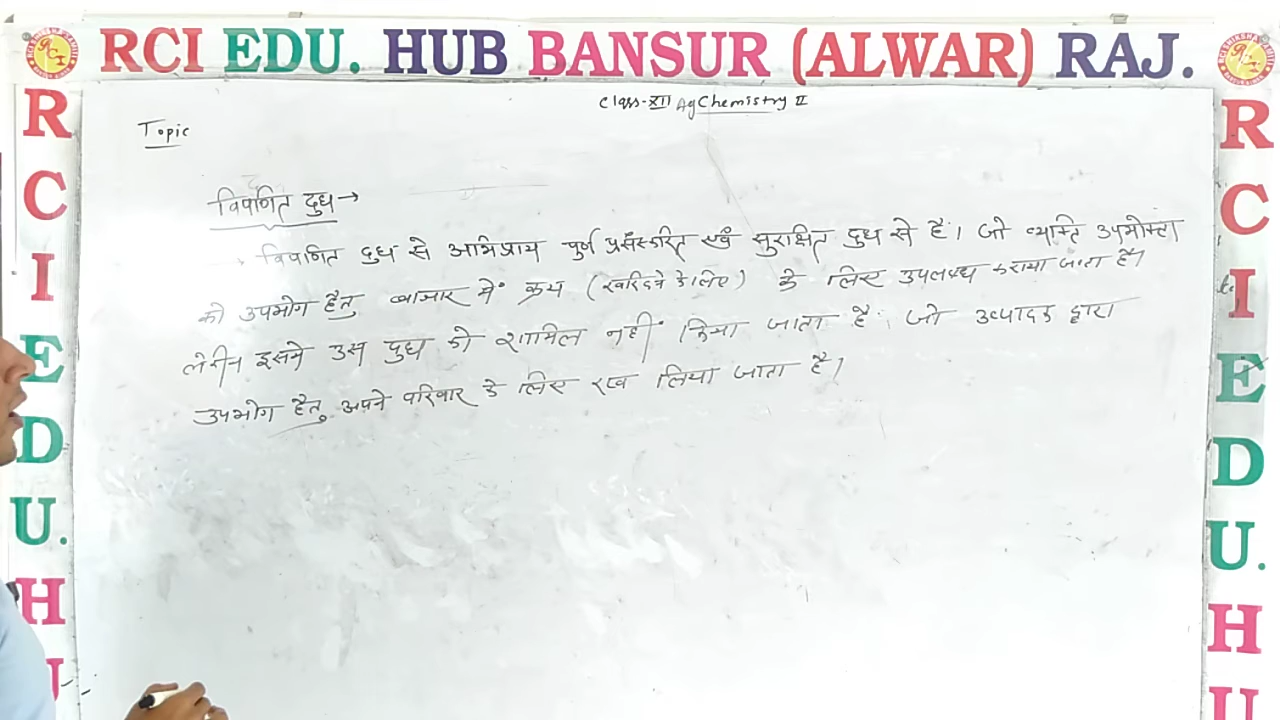 RCI EDU. HUB BANSUR (ALWAR) RAJ.
Class-XII Ag Chemistry II
Topic
विपणित दुध →
विपणित दुध से अभिप्राय पुर्ण प्रसंस्करित एवं सुरक्षित दुध से है। जो व्यक्ति उपभोक्ता
को उपभोग हेतु बाजार में क्रय (खरिदने के लिए) के लिए उपलब्ध कराया जाता है।
लेकीन इसमे उस दुध को शामिल नहीं किया जाता है, जो उत्पादक द्वारा
उपभोग हेतु अपने परिवार के लिए रख लिया जाता है।
R
C
I
E
D
U.
H
U
R
C
I
E
D
U.
H
U